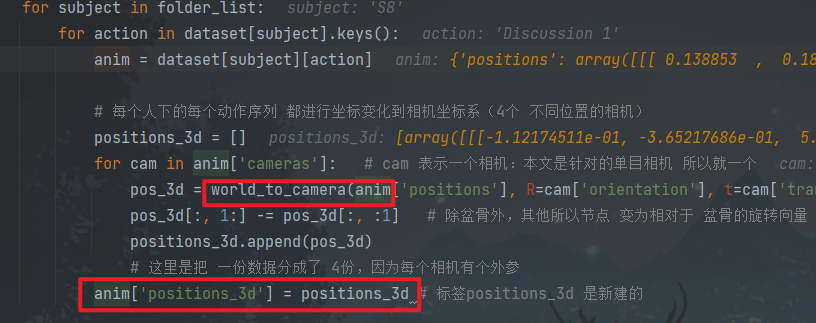 for subject in folder_list: subject: 'S8'
for action in dataset[subject].keys(): action: 'Discussion 1'
anim = dataset[subject][action] anim: {'positions': array([[[ 0.138853 , 0.18
# 每个人下的每个动作序列 都进行坐标变化到相机坐标系（4个 不同位置的相机）
positions_3d = [] positions_3d: [array([[[-1.12174511e-01, -3.65217686e-01, 5.
for cam in anim['cameras']: # cam 表示一个相机：本文是针对的单目相机 所以就一个 cam:
pos_3d = world_to_camera(anim['positions'], R=cam['orientation'], t=cam['tran
pos_3d[:, 1:] -= pos_3d[:, :1] # 除盆骨外，其他所以节点 变为相对于 盆骨的旋转向量
positions_3d.append(pos_3d)
# 这里是把 一份数据分成了 4份，因为每个相机有个外参
anim['positions_3d'] = positions_3d # 标签positions_3d 是新建的